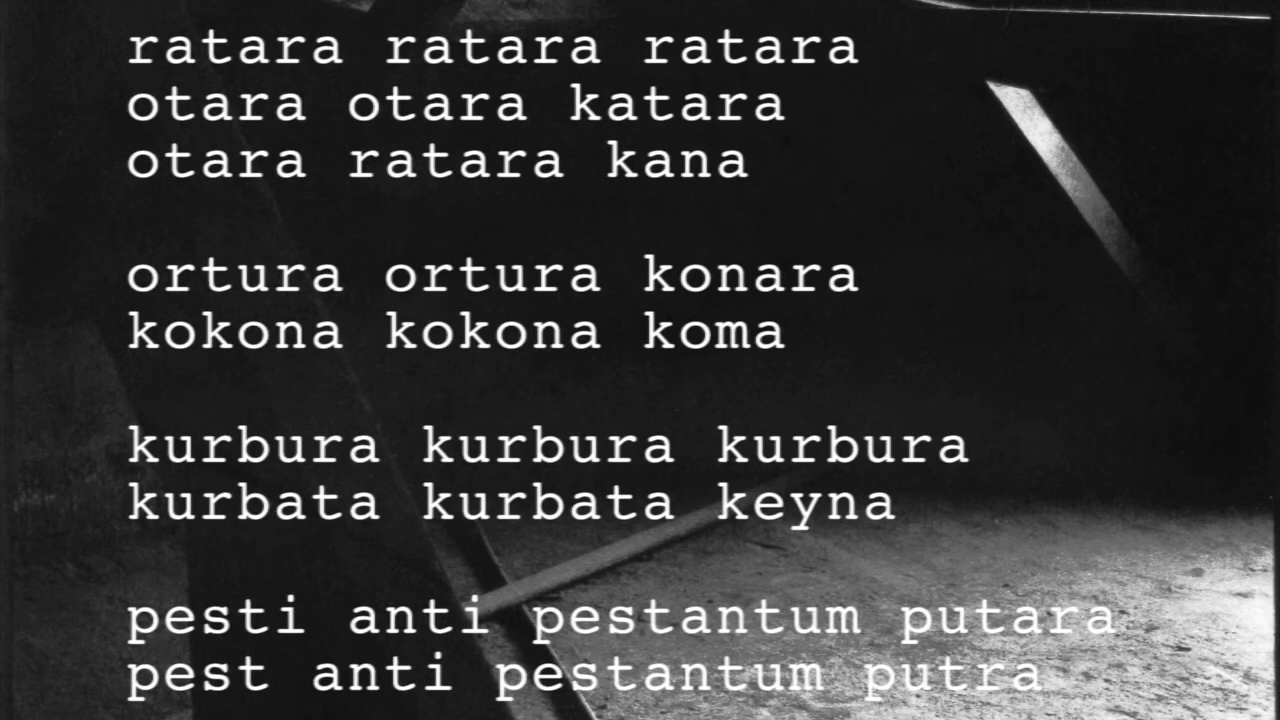 ratara ratara ratara
otara otara katara
otara ratara kana
ortura ortura konara
kokona kokona koma
kurbura kurbura kurbura
kurbata kurbata keyna
pesti anti pestantum putara
pest anti pestantum putra